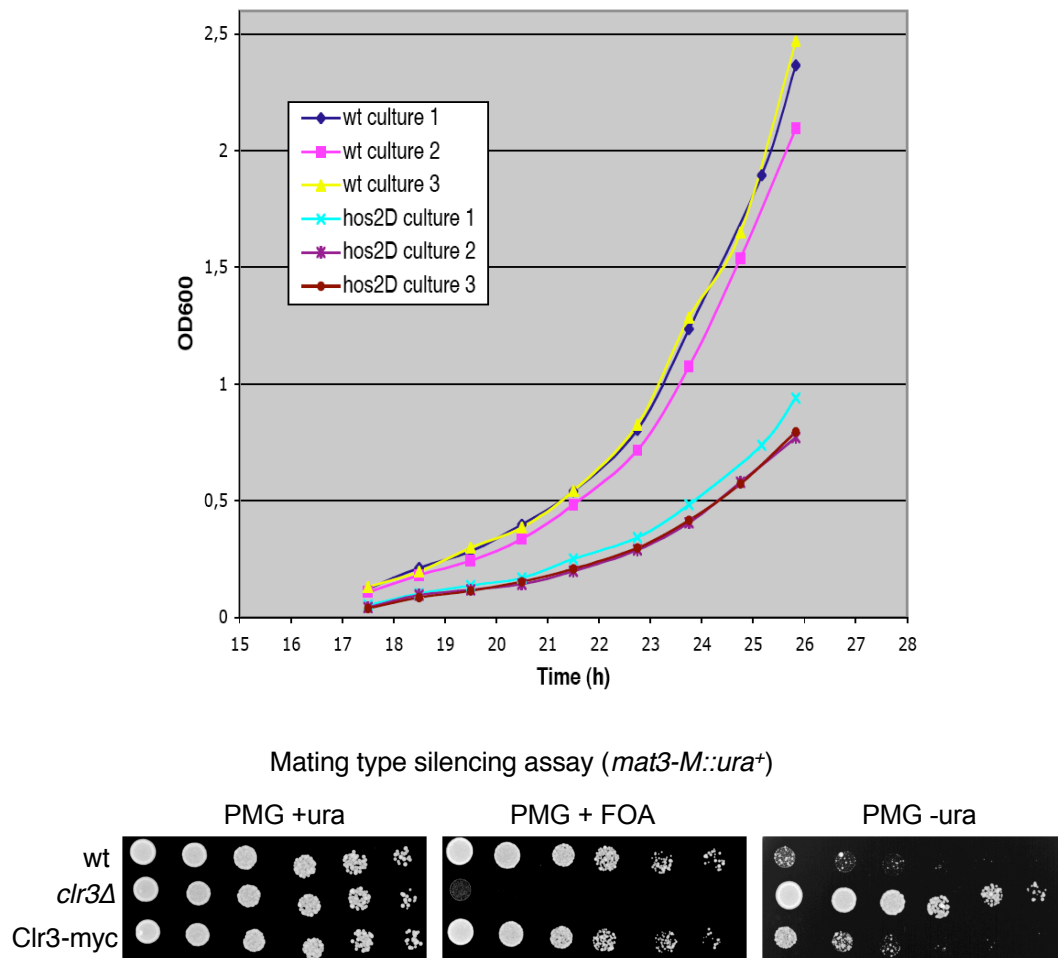 2,5
2
1,5
1
0,5
0
OD600
wt culture 1
wt culture 2
wt culture 3
hos2D culture 1
hos2D culture 2
hos2D culture 3
15 16 17 18 19 20 21 22 23 24 25 26 27 28
Time (h)
Mating type silencing assay (mat3-M::ura⁺)
PMG +ura PMG + FOA PMG -ura
wt
clr3Δ
Clr3-myc